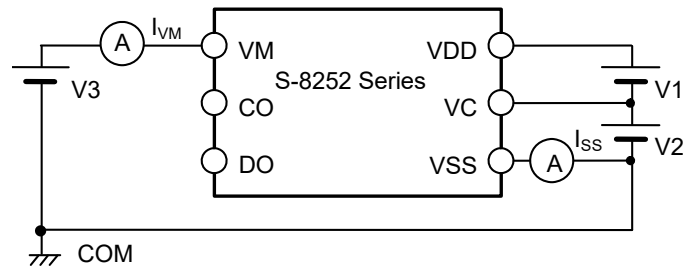 A I_VM
VM VDD
V3 S-8252 Series V1
CO VC
V2
DO VSS A I_SS
COM